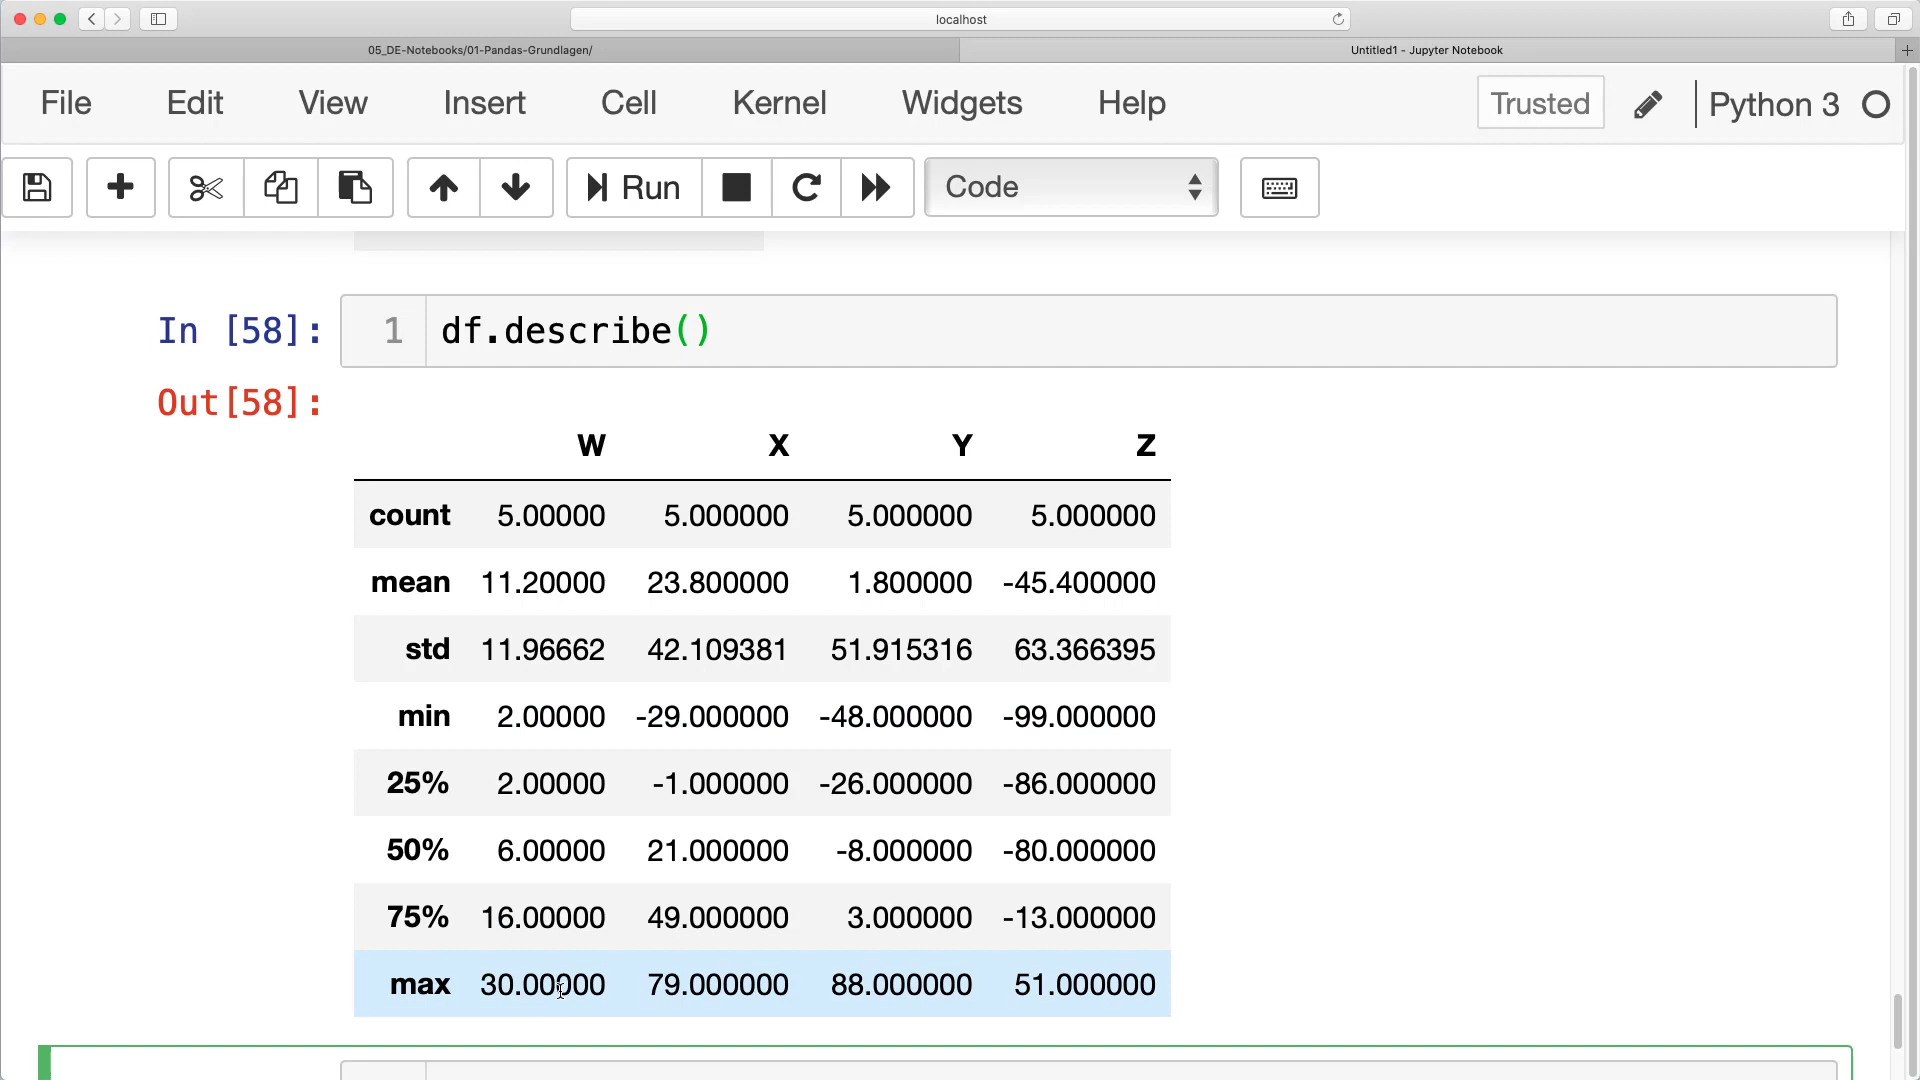 localhost
05_DE-Notebooks/01-Pandas-Grundlagen/ Untitled1 - Jupyter Notebook
File Edit View Insert Cell Kernel Widgets Help Trusted Python 3
Run Code
In [58]: 1 df.describe()
Out[58]:
W X Y Z
count 5.00000 5.000000 5.000000 5.000000
mean 11.20000 23.800000 1.800000 -45.400000
std 11.96662 42.109381 51.915316 63.366395
min 2.00000 -29.000000 -48.000000 -99.000000
25% 2.00000 -1.000000 -26.000000 -86.000000
50% 6.00000 21.000000 -8.000000 -80.000000
75% 16.00000 49.000000 3.000000 -13.000000
max 30.00000 79.000000 88.000000 51.000000